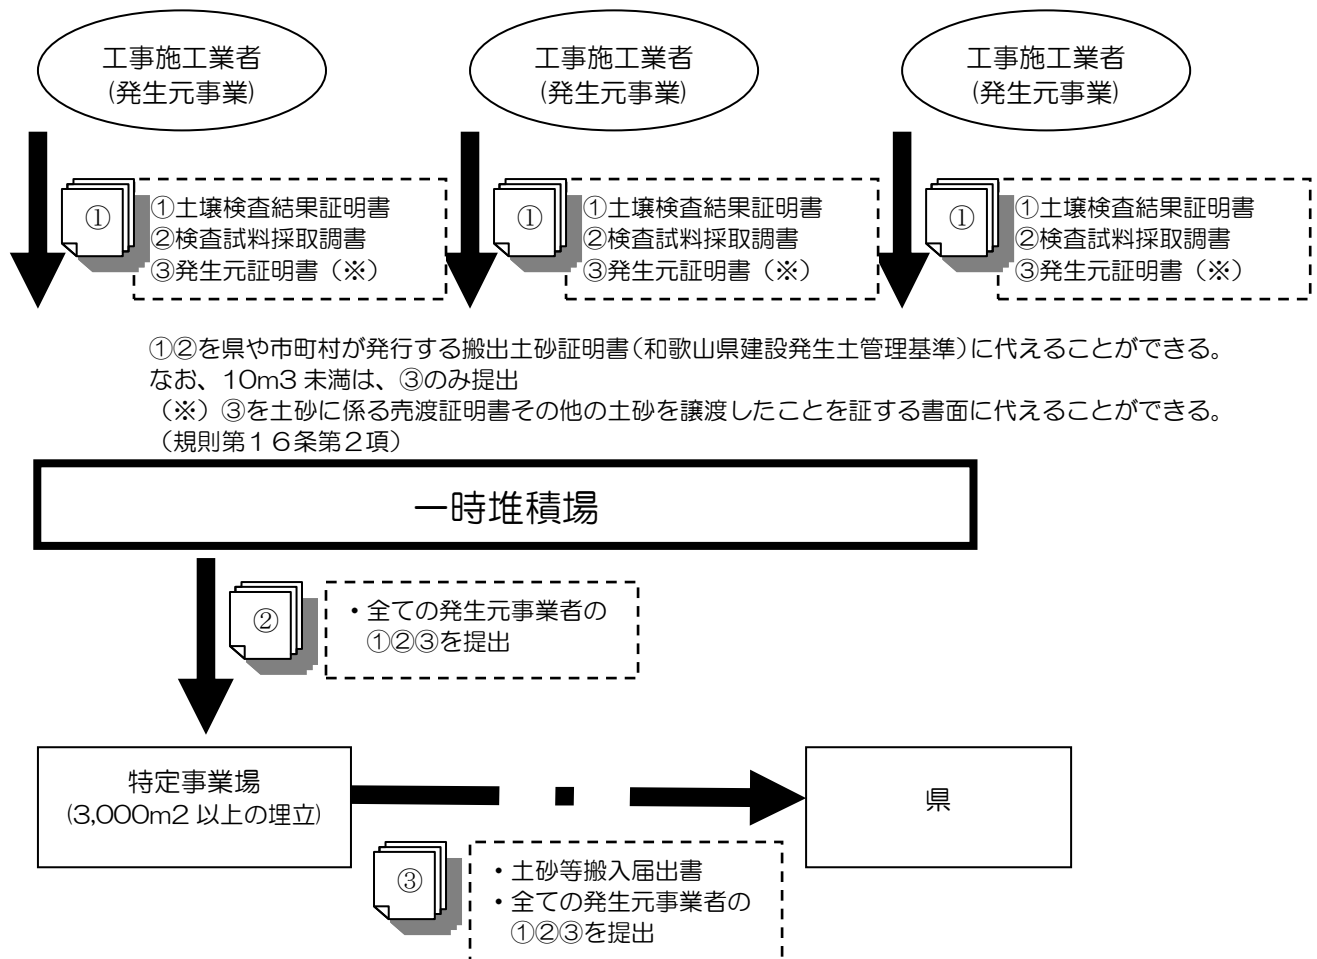 工事施工業者
(発生元事業)
工事施工業者
(発生元事業)
工事施工業者
(発生元事業)
①
①土壌検査結果証明書
②検査試料採取調書
③発生元証明書（※）
①
①土壌検査結果証明書
②検査試料採取調書
③発生元証明書（※）
①
①土壌検査結果証明書
②検査試料採取調書
③発生元証明書（※）
①②を県や市町村が発行する搬出土砂証明書（和歌山県建設発生土管理基準）に代えることができる。
なお、10m3 未満は、③のみ提出
（※）③を土砂に係る売渡証明書その他の土砂を譲渡したことを証する書面に代えることができる。
（規則第１６条第２項）
一時堆積場
②
・全ての発生元事業者の
①②③を提出
特定事業場
(3,000m2 以上の埋立)
県
③
・土砂等搬入届出書
・全ての発生元事業者の
①②③を提出